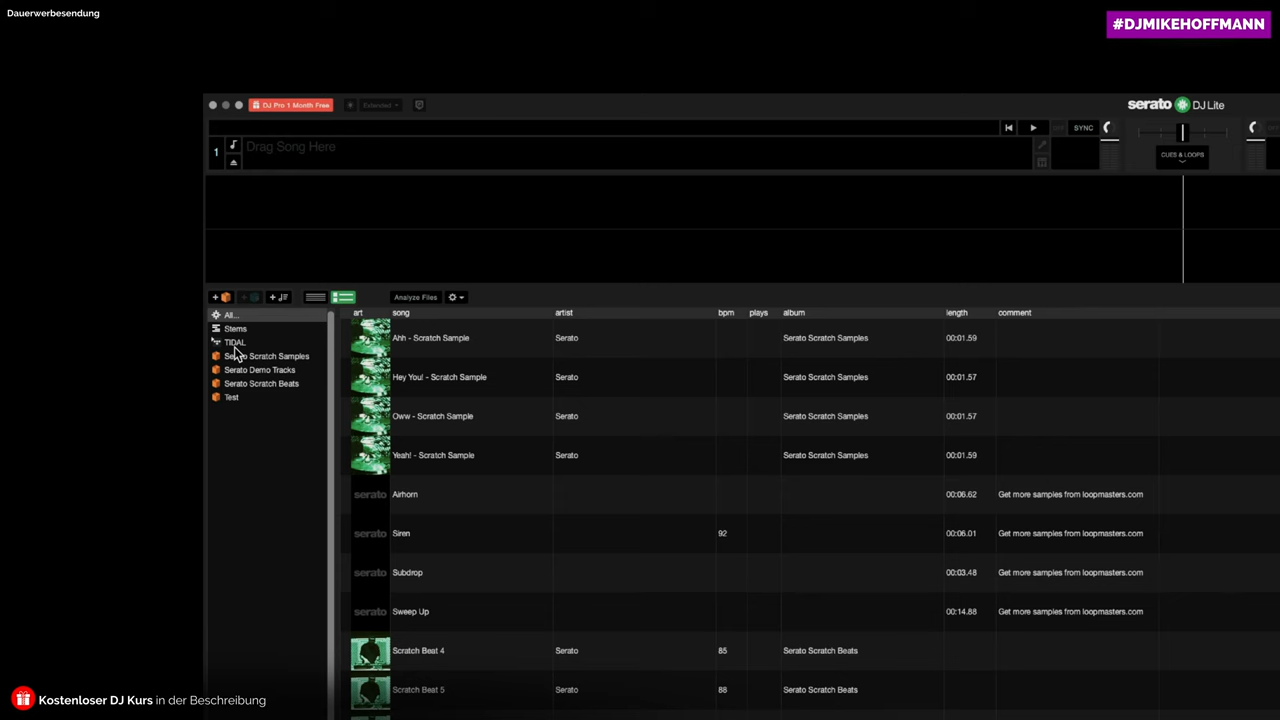 Dauerwerbesendung
#DJMIKEHOFFMANN
DJ Pro 1 Month Free
Extended
serato DJ Lite
1
Drag Song Here
SYNC
CUES & LOOPS
Analyze Files
All...
Stems
TIDAL
Serato Scratch Samples
Serato Demo Tracks
Serato Scratch Beats
Test
art song artist bpm plays album length comment
Ahh - Scratch Sample Serato Serato Scratch Samples 00:01.59
Hey You! - Scratch Sample Serato Serato Scratch Samples 00:01.57
Oww - Scratch Sample Serato Serato Scratch Samples 00:01.57
Yeah! - Scratch Sample Serato Serato Scratch Samples 00:01.59
serato Airhorn 00:06.62 Get more samples from loopmasters.com
serato Siren 92 00:06.01 Get more samples from loopmasters.com
serato Subdrop 00:03.48 Get more samples from loopmasters.com
serato Sweep Up 00:14.88 Get more samples from loopmasters.com
Scratch Beat 4 Serato 85 Serato Scratch Beats
Scratch Beat 5 Serato 88 Serato Scratch Beats
Kostenloser DJ Kurs in der Beschreibung